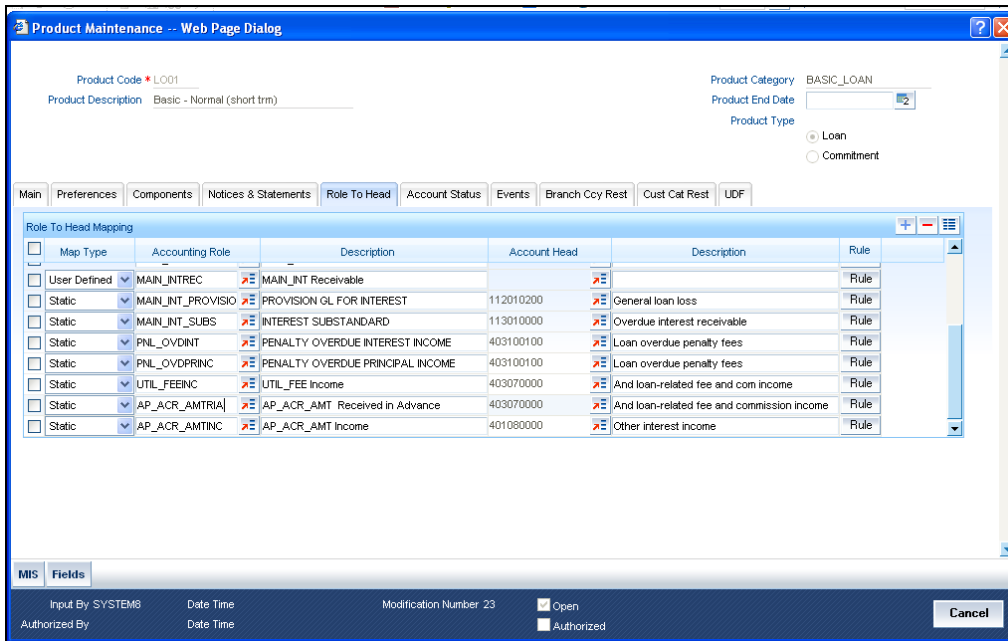 Product Maintenance -- Web Page Dialog
Product Code * LO01
Product Category BASIC_LOAN
Product Description Basic - Normal (short trm)
Product End Date
Product Type
Loan
Commitment
Main Preferences Components Notices & Statements Role To Head Account Status Events Branch Ccy Rest Cust Cat Rest UDF
Role To Head Mapping
Map Type Accounting Role Description Account Head Description Rule
User Defined MAIN_INTREC MAIN_INT Receivable Rule
Static MAIN_INT_PROVISIO PROVISION GL FOR INTEREST 112010200 General loan loss Rule
Static MAIN_INT_SUBS INTEREST SUBSTANDARD 113010000 Overdue interest receivable Rule
Static PNL_OVDINT PENALTY OVERDUE INTEREST INCOME 403100100 Loan overdue penalty fees Rule
Static PNL_OVDPRINC PENALTY OVERDUE PRINCIPAL INCOME 403100100 Loan overdue penalty fees Rule
Static UTIL_FEEINC UTIL_FEE Income 403070000 And loan-related fee and com income Rule
Static AP_ACR_AMTRIA AP_ACR_AMT Received in Advance 403070000 And loan-related fee and commission income Rule
Static AP_ACR_AMTINC AP_ACR_AMT Income 401080000 Other interest income Rule
MIS Fields
Input By SYSTEM8 Date Time Modification Number 23 Open
Authorized By Date Time Authorized
Cancel